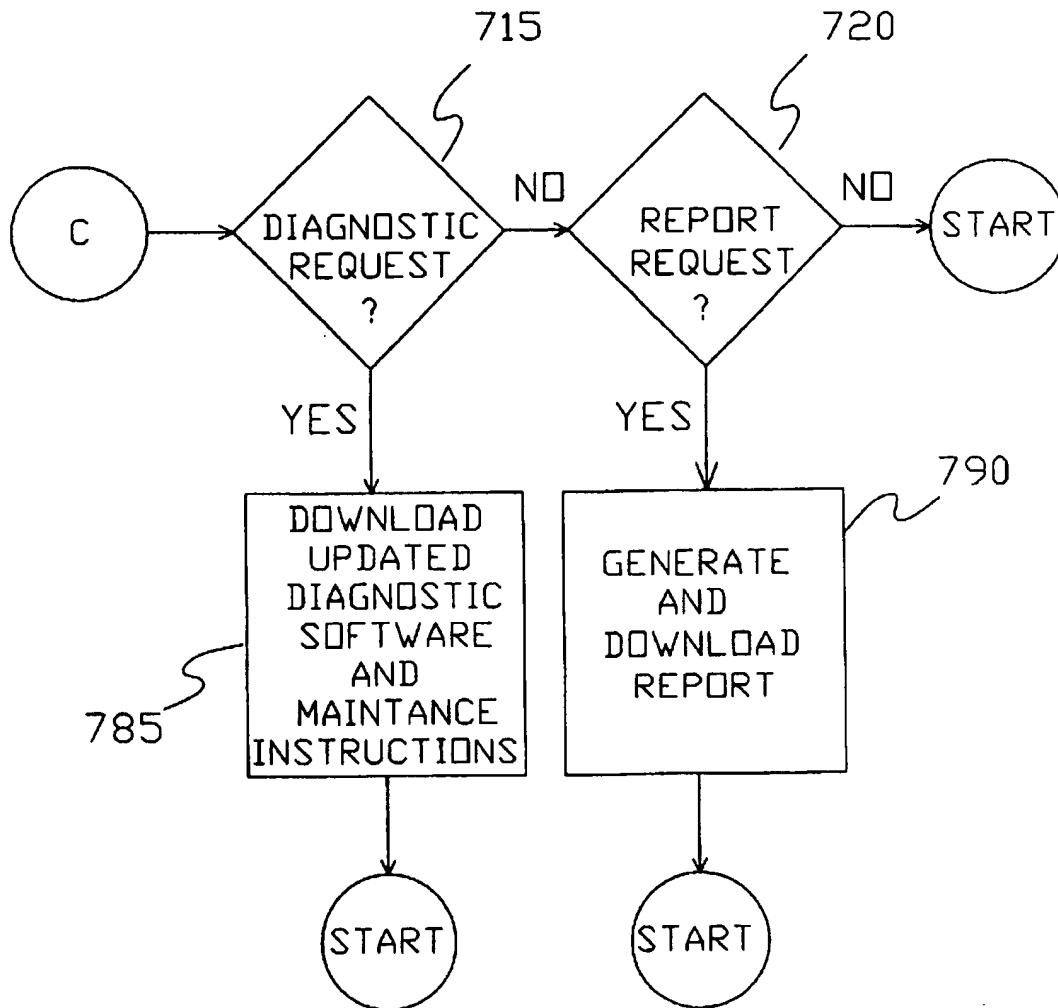 715
720
C
DIAGNOSTIC
REQUEST
?
NO
REPORT
REQUEST
?
NO
START
YES
YES
790
DOWNLOAD
UPDATED
DIAGNOSTIC
SOFTWARE
AND
MAINTANCE
INSTRUCTIONS
785
GENERATE
AND
DOWNLOAD
REPORT
START
START